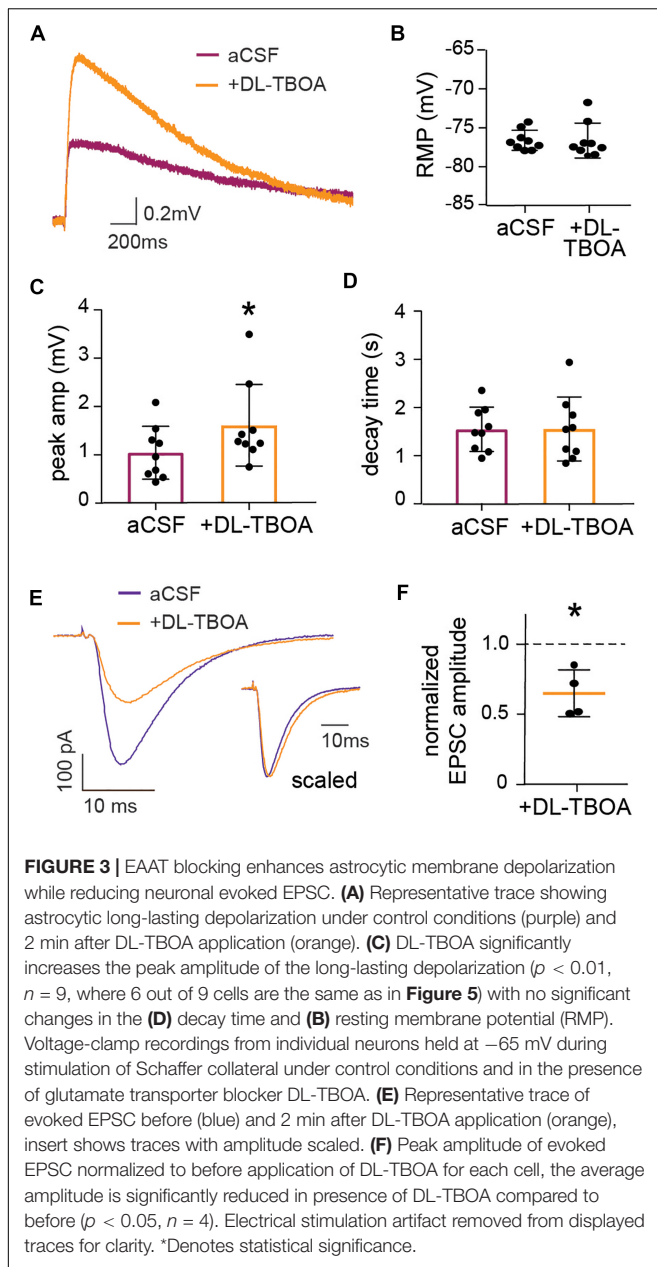 A
aCSF
+DL-TBOA
0.2mV
200ms
B
RMP (mV)
-65
-70
-75
-80
-85
aCSF
+DL-
TBOA
C
peak amp (mV)
4
3
2
1
0
*
aCSF
+DL-TBOA
D
decay time (s)
4
3
2
1
0
aCSF
+DL-TBOA
E
aCSF
+DL-TBOA
100 pA
10 ms
10ms
scaled
F
normalized
EPSC amplitude
1.0
0.5
0
*
+DL-TBOA
FIGURE 3 | EAAT blocking enhances astrocytic membrane depolarization
while reducing neuronal evoked EPSC. (A) Representative trace showing
astrocytic long-lasting depolarization under control conditions (purple) and
2 min after DL-TBOA application (orange). (C) DL-TBOA significantly
increases the peak amplitude of the long-lasting depolarization (p < 0.01,
n = 9, where 6 out of 9 cells are the same as in Figure 5) with no significant
changes in the (D) decay time and (B) resting membrane potential (RMP).
Voltage-clamp recordings from individual neurons held at −65 mV during
stimulation of Schaffer collateral under control conditions and in the presence
of glutamate transporter blocker DL-TBOA. (E) Representative trace of
evoked EPSC before (blue) and 2 min after DL-TBOA application (orange),
insert shows traces with amplitude scaled. (F) Peak amplitude of evoked
EPSC normalized to before application of DL-TBOA for each cell, the average
amplitude is significantly reduced in presence of DL-TBOA compared to
before (p < 0.05, n = 4). Electrical stimulation artifact removed from displayed
traces for clarity. *Denotes statistical significance.